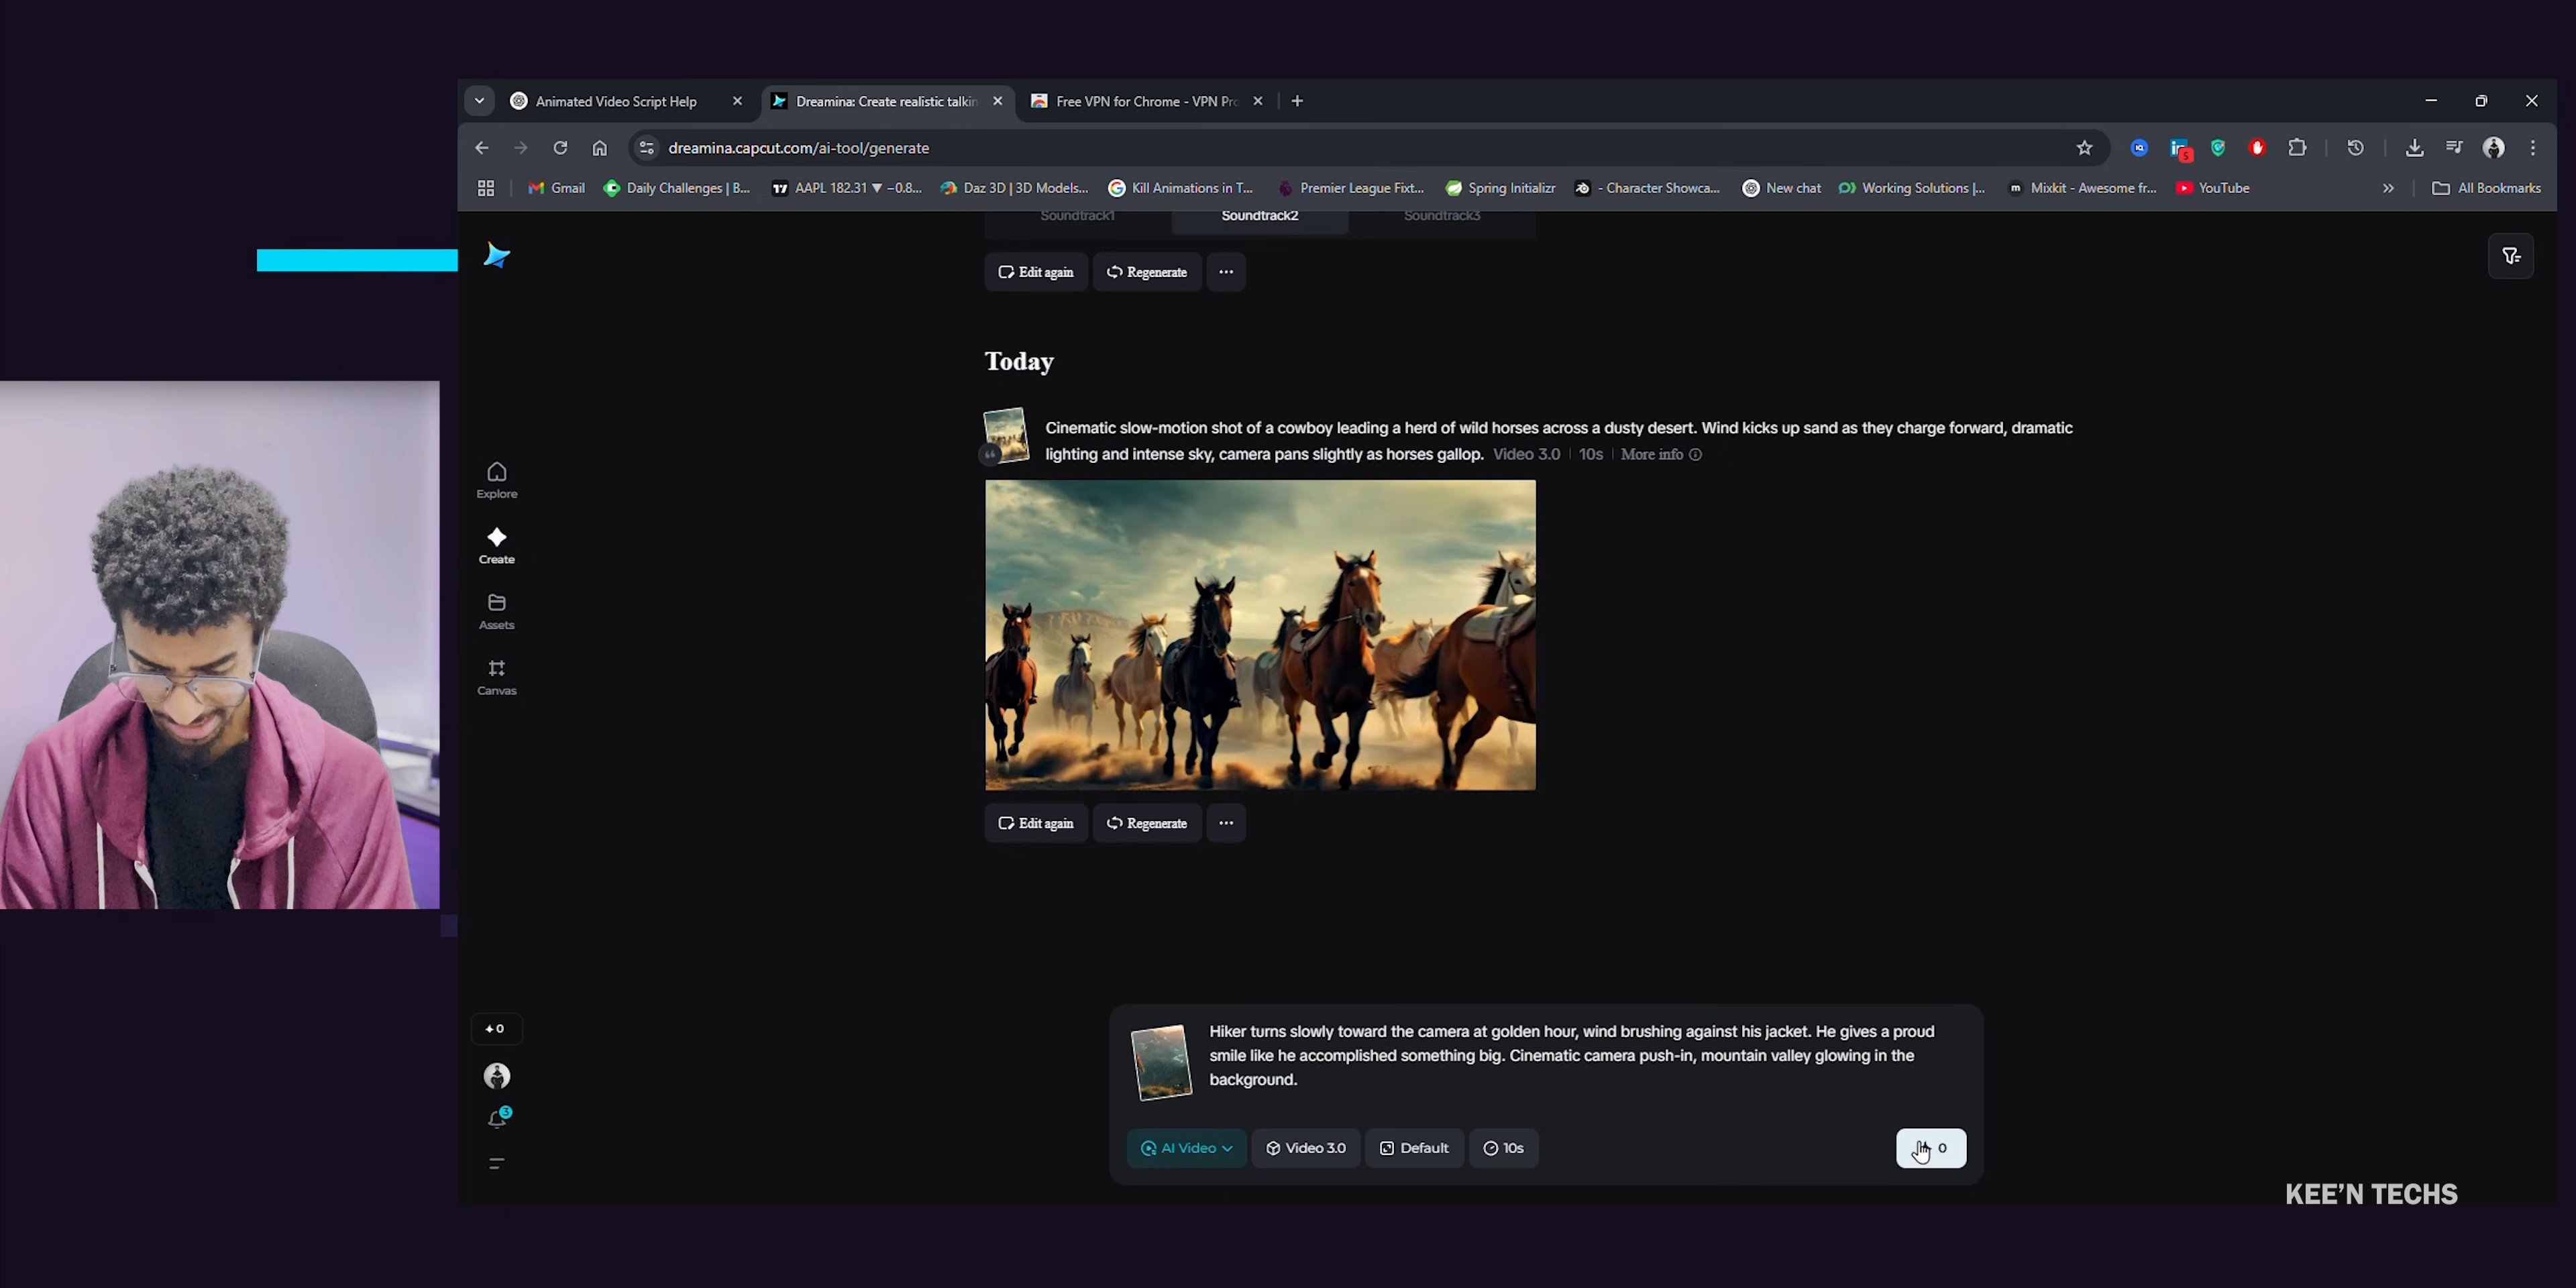 Animated Video Script Help
Dreamina: Create realistic talkin
Free VPN for Chrome - VPN Pro
dreamina.capcut.com/ai-tool/generate
Gmail
Daily Challenges | B...
AAPL 182.31 ▼ −0.8...
Daz 3D | 3D Models...
Kill Animations in T...
Premier League Fixt...
Spring Initializr
- Character Showca...
New chat
Working Solutions |...
Mixkit - Awesome fr...
YouTube
All Bookmarks
Soundtrack1
Soundtrack2
Soundtrack3
Edit again
Regenerate
Today
Cinematic slow-motion shot of a cowboy leading a herd of wild horses across a dusty desert. Wind kicks up sand as they charge forward, dramatic
lighting and intense sky, camera pans slightly as horses gallop. Video 3.0 | 10s | More info
Explore
Create
Assets
Canvas
Edit again
Regenerate
0
3
Hiker turns slowly toward the camera at golden hour, wind brushing against his jacket. He gives a proud
smile like he accomplished something big. Cinematic camera push-in, mountain valley glowing in the
background.
AI Video
Video 3.0
Default
10s
0
KEE'N TECHS